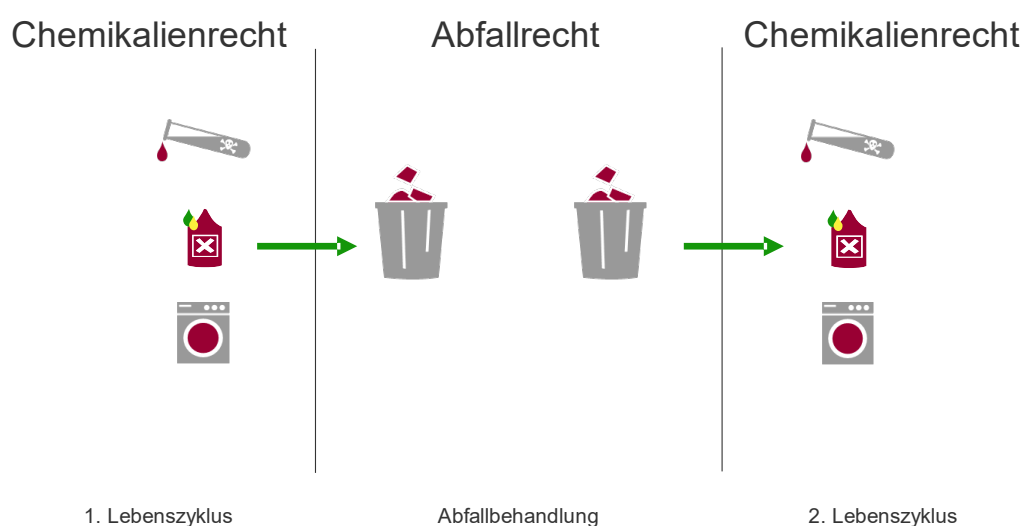 Chemikalienrecht
Abfallrecht
Chemikalienrecht
1. Lebenszyklus
Abfallbehandlung
2. Lebenszyklus